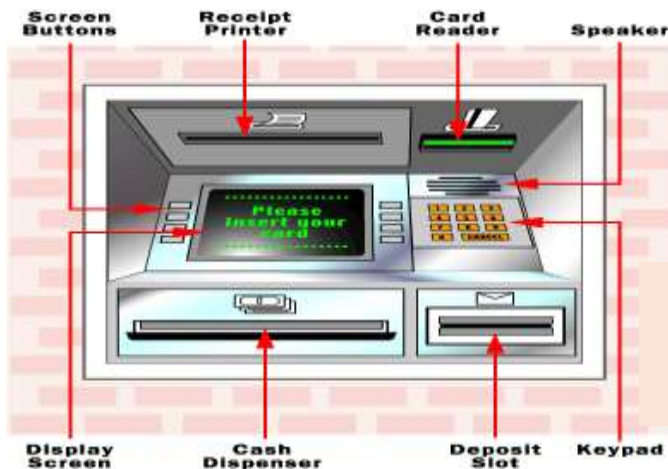 Screen
Buttons
Receipt
Printer
Card
Reader
Speaker
Please
insert your
card
Display
Screen
Cash
Dispenser
Deposit
Slot
Keypad